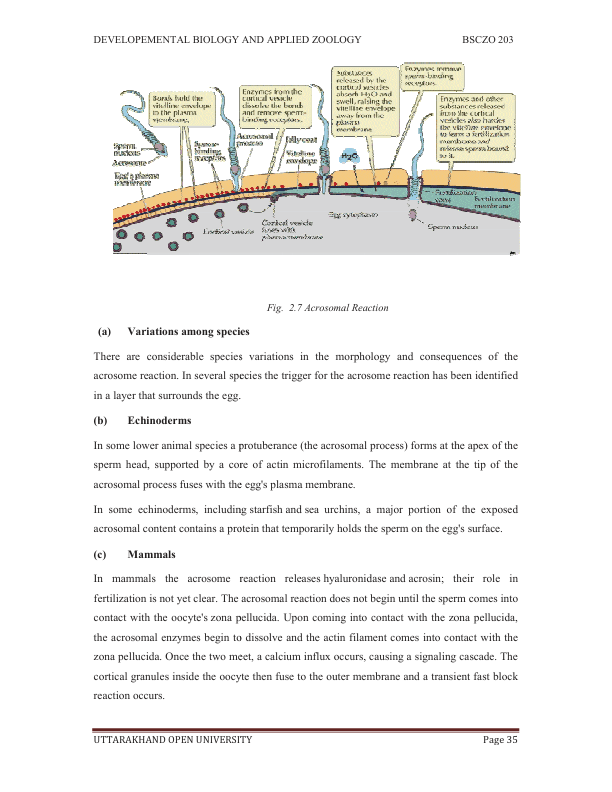 DEVELOPEMENTAL BIOLOGY AND APPLIED ZOOLOGY BSCZO 203
Bonds hold the
vitelline envelope
to the plasma
membrane.
Enzymes from the
cortical vesicle
dissolve the bonds
and remove sperm-
binding receptors.
Substances
released by the
cortical vesicles
absorb H₂O and
swell, raising the
vitelline envelope
away from the
plasma
membrane
Enzymes remove
sperm-binding
receptors.
Enzymes and other
substances released
from the cortical
vesicles also harden
the vitelline envelope
to form a fertilization
membrane and
release sperm bound
to it.
Sperm
nucleus
Acrosome
Egg plasma
membrane
Sperm-
binding
receptors
Acrosomal
process
Jelly coat
Vitelline
envelope
H₂O
Cortical vesicle
Cortical vesicle
fuses with
plasma membrane
Egg cytoplasm
Sperm nucleus
Fertilization
cone
Fertilization
membrane
Fig. 2.7 Acrosomal Reaction
(a) Variations among species
There are considerable species variations in the morphology and consequences of the
acrosome reaction. In several species the trigger for the acrosome reaction has been identified
in a layer that surrounds the egg.
(b) Echinoderms
In some lower animal species a protuberance (the acrosomal process) forms at the apex of the
sperm head, supported by a core of actin microfilaments. The membrane at the tip of the
acrosomal process fuses with the egg's plasma membrane.
In some echinoderms, including starfish and sea urchins, a major portion of the exposed
acrosomal content contains a protein that temporarily holds the sperm on the egg's surface.
(c) Mammals
In mammals the acrosome reaction releases hyaluronidase and acrosin; their role in
fertilization is not yet clear. The acrosomal reaction does not begin until the sperm comes into
contact with the oocyte's zona pellucida. Upon coming into contact with the zona pellucida,
the acrosomal enzymes begin to dissolve and the actin filament comes into contact with the
zona pellucida. Once the two meet, a calcium influx occurs, causing a signaling cascade. The
cortical granules inside the oocyte then fuse to the outer membrane and a transient fast block
reaction occurs.
UTTARAKHAND OPEN UNIVERSITY Page 35